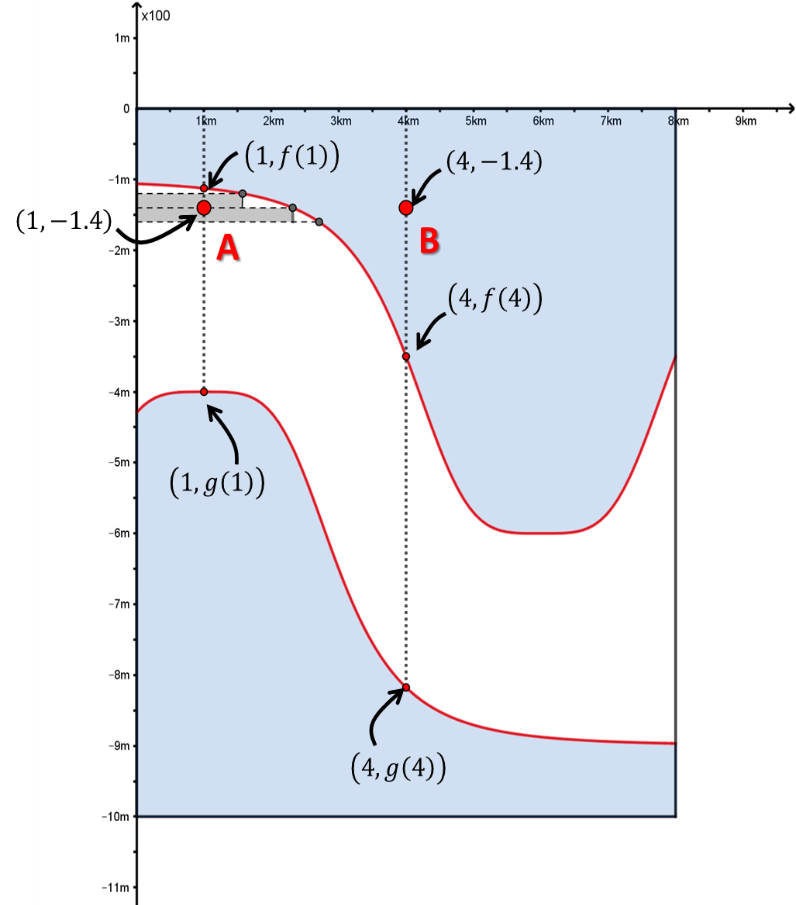 x100
1m
0
1km 2km 3km 4km 5km 6km 7km 8km 9km
(1, f(1))
(4, −1.4)
−1m
(1, −1.4)
A
B
−2m
(4, f(4))
−3m
−4m
(1, g(1))
−5m
−6m
−7m
−8m
(4, g(4))
−9m
−10m
−11m